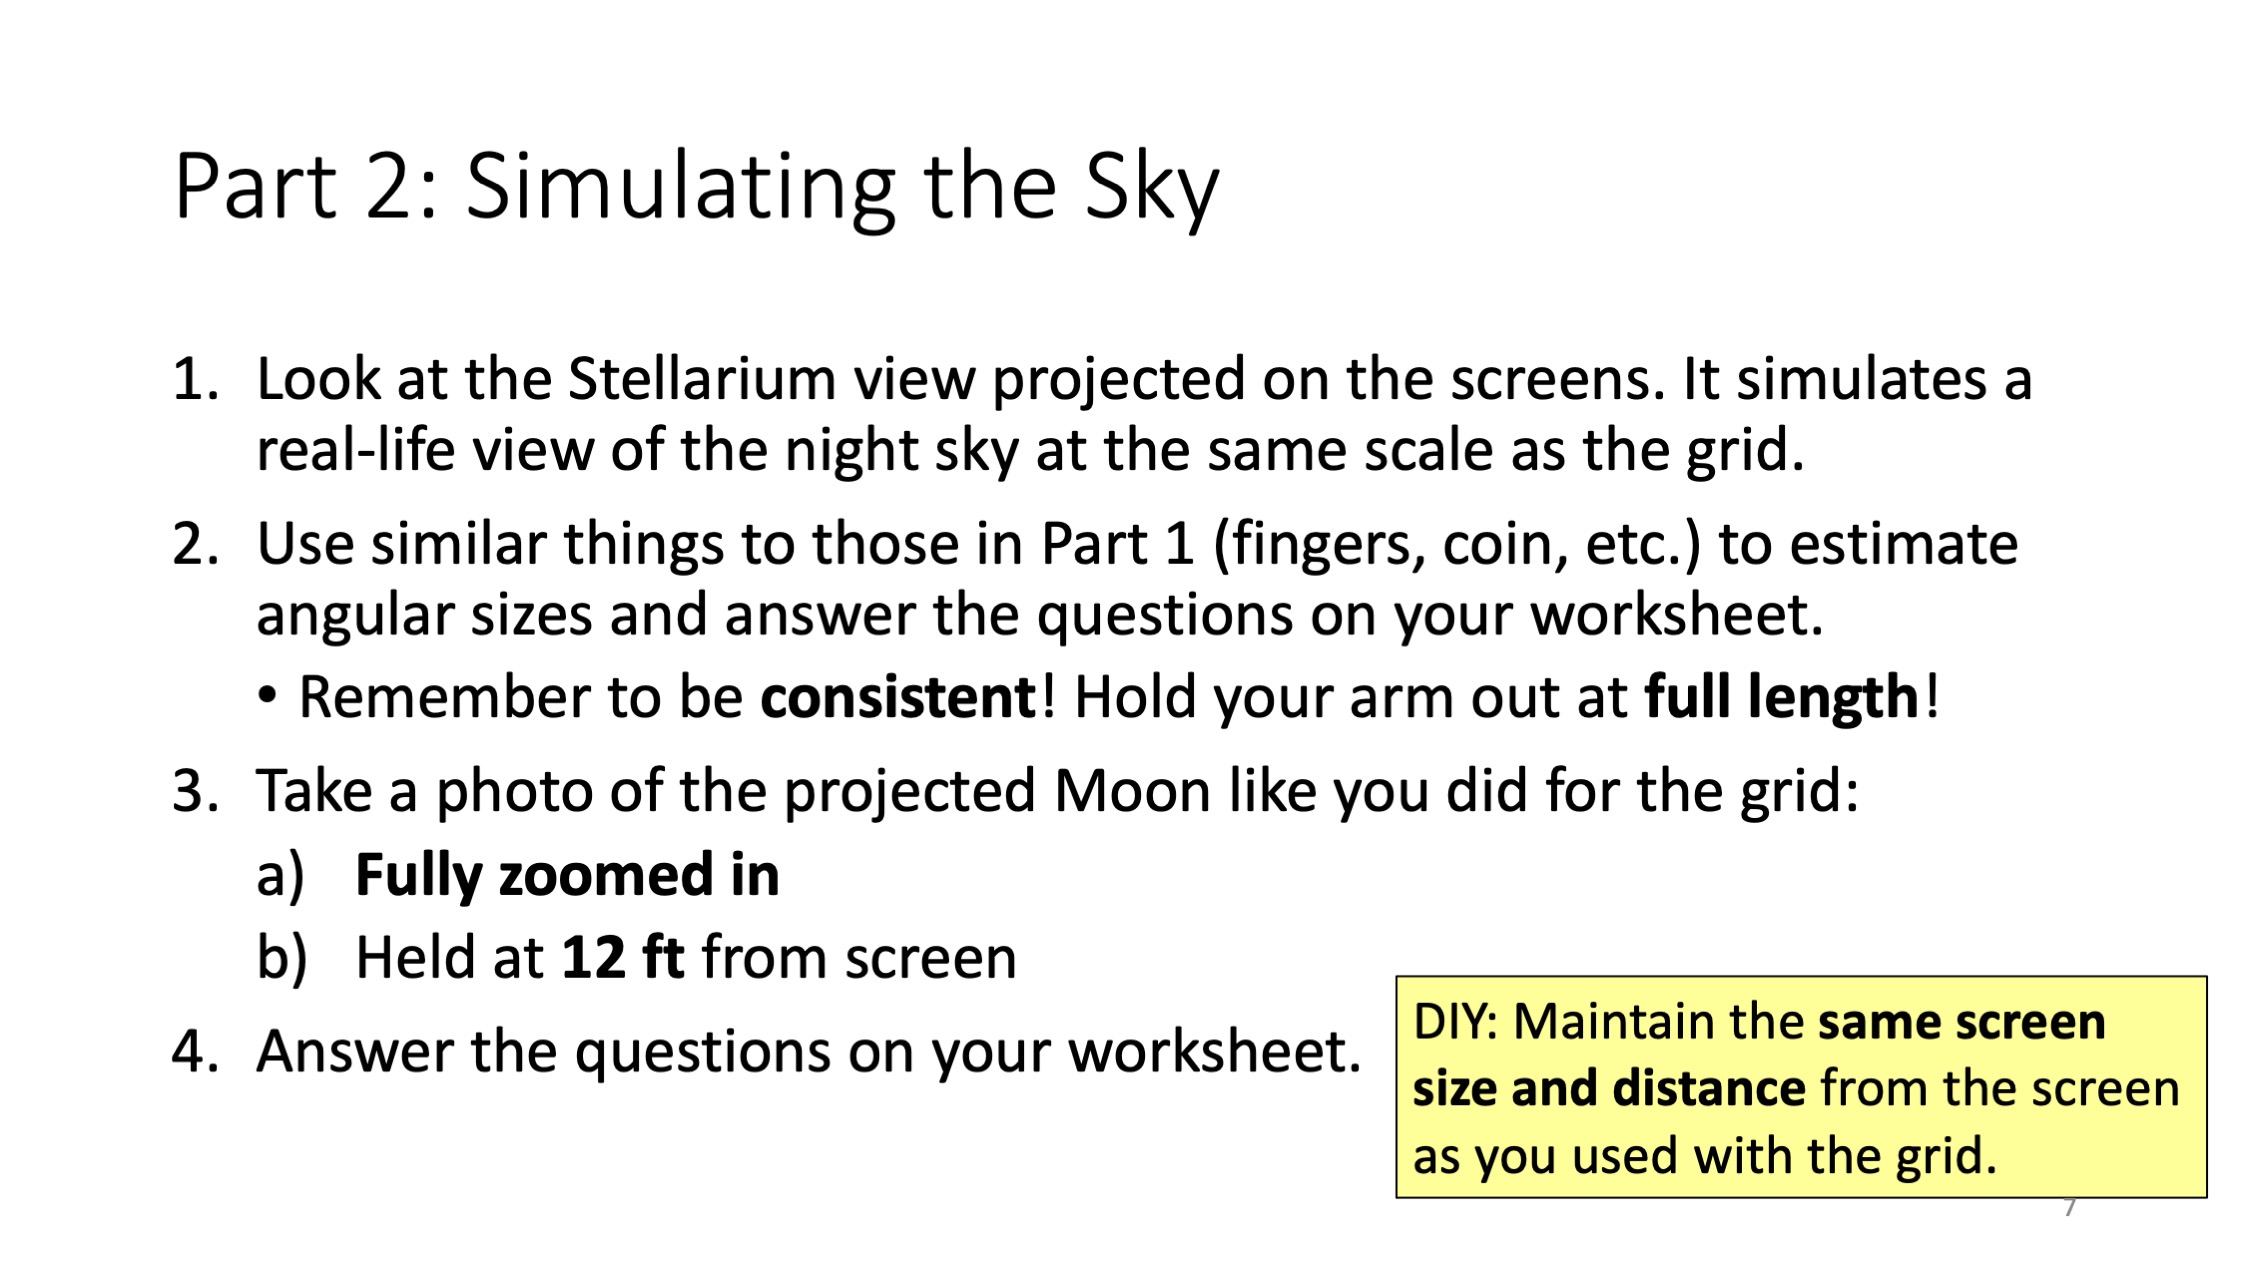 Part 2: Simulating the Sky
1. Look at the Stellarium view projected on the screens. It simulates a
real-life view of the night sky at the same scale as the grid.
2. Use similar things to those in Part 1 (fingers, coin, etc.) to estimate
angular sizes and answer the questions on your worksheet.
• Remember to be consistent! Hold your arm out at full length!
3. Take a photo of the projected Moon like you did for the grid:
a) Fully zoomed in
b) Held at 12 ft from screen
4. Answer the questions on your worksheet.
DIY: Maintain the same screen
size and distance from the screen
as you used with the grid.
7